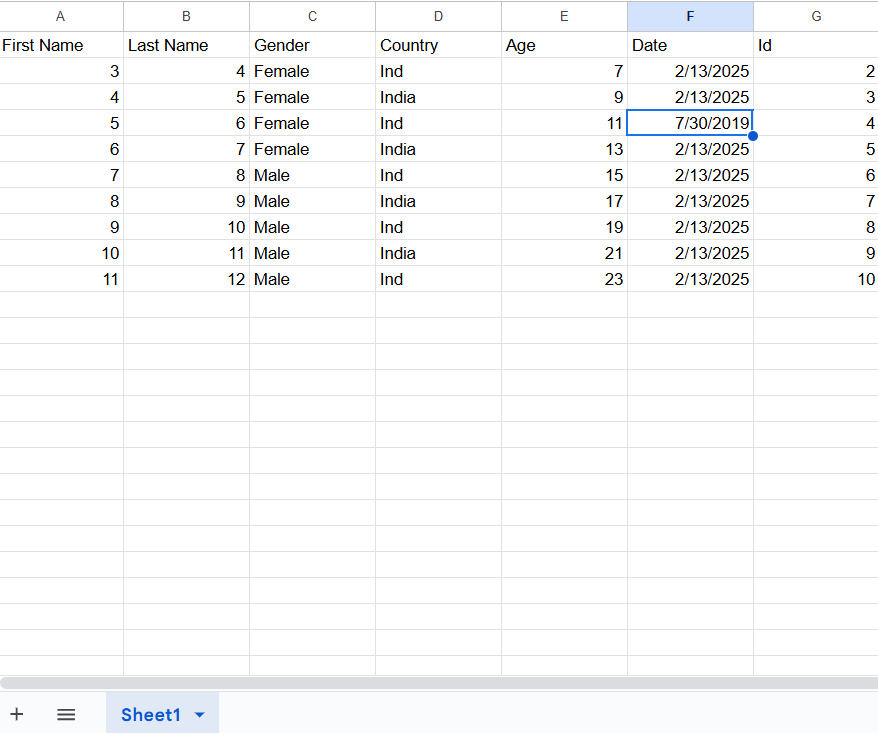 A B C D E F G
First Name Last Name Gender Country Age Date Id
3 4 Female Ind 7 2/13/2025 2
4 5 Female India 9 2/13/2025 3
5 6 Female Ind 11 7/30/2019 4
6 7 Female India 13 2/13/2025 5
7 8 Male Ind 15 2/13/2025 6
8 9 Male India 17 2/13/2025 7
9 10 Male Ind 19 2/13/2025 8
10 11 Male India 21 2/13/2025 9
11 12 Male Ind 23 2/13/2025 10
Sheet1